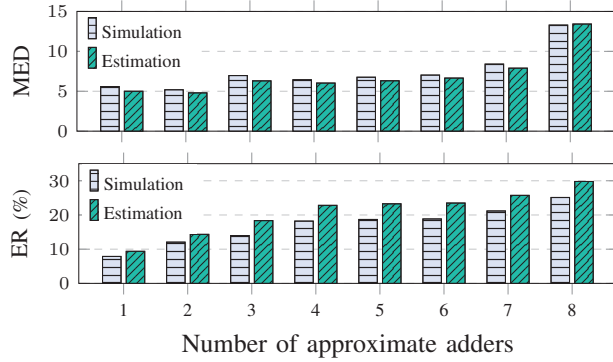 15
10
5
0
MED
Simulation
Estimation
30
20
10
0
ER (%)
Simulation
Estimation
1 2 3 4 5 6 7 8
Number of approximate adders